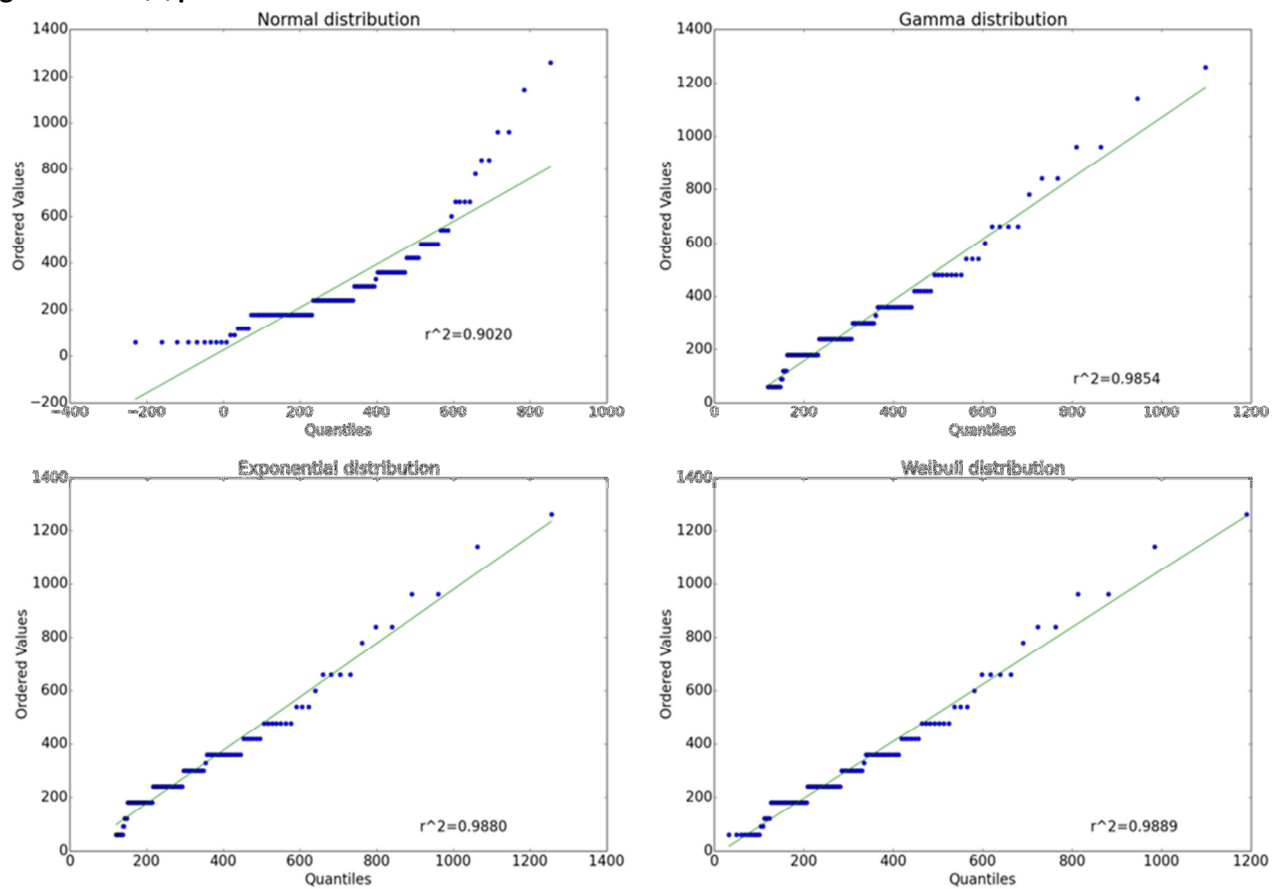 Normal distribution
1400
1200
1000
800
600
400
200
0
−200
Ordered Values
r^2=0.9020
−400 −200 0 200 400 600 800 1000
Quantiles
Gamma distribution
1400
1200
1000
800
600
400
200
0
Ordered Values
r^2=0.9854
0 200 400 600 800 1000 1200
Quantiles
Exponential distribution
1400
1200
1000
800
600
400
200
0
Ordered Values
r^2=0.9880
0 200 400 600 800 1000 1200 1400
Quantiles
Weibull distribution
1400
1200
1000
800
600
400
200
0
Ordered Values
r^2=0.9889
0 200 400 600 800 1000 1200
Quantiles